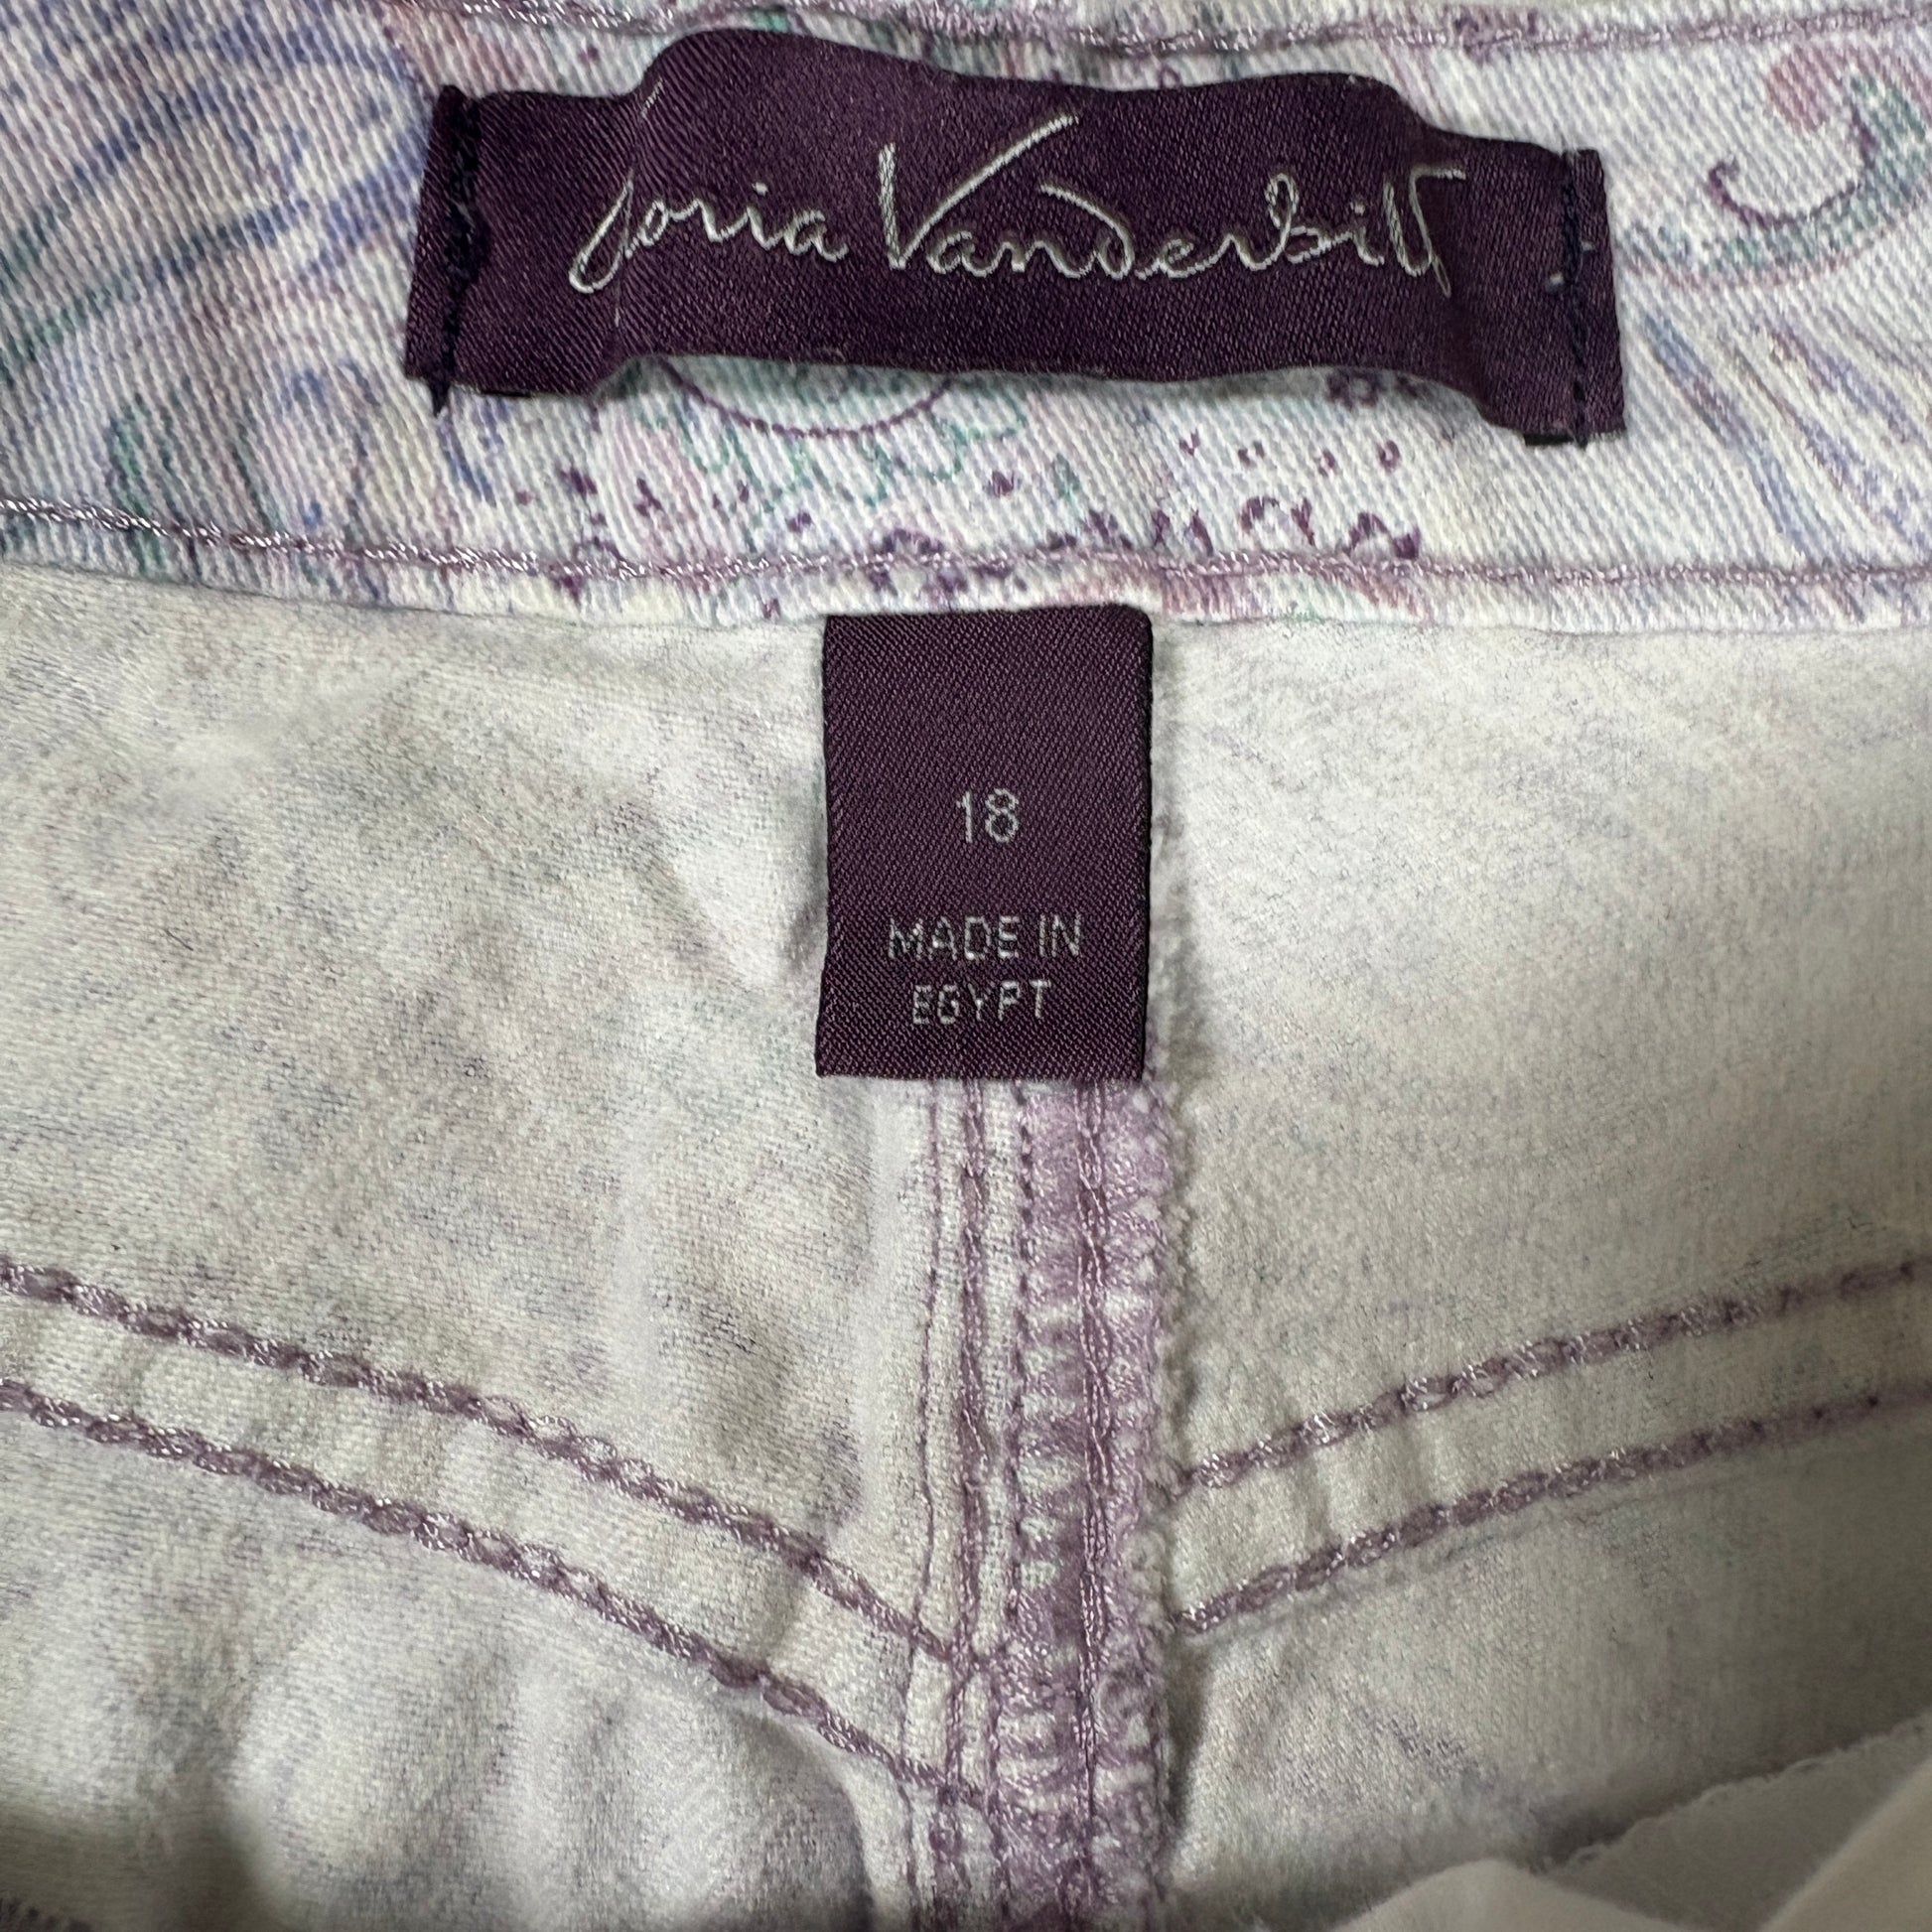 Gloria Vanderbilt
18
MADE IN
EGYPT